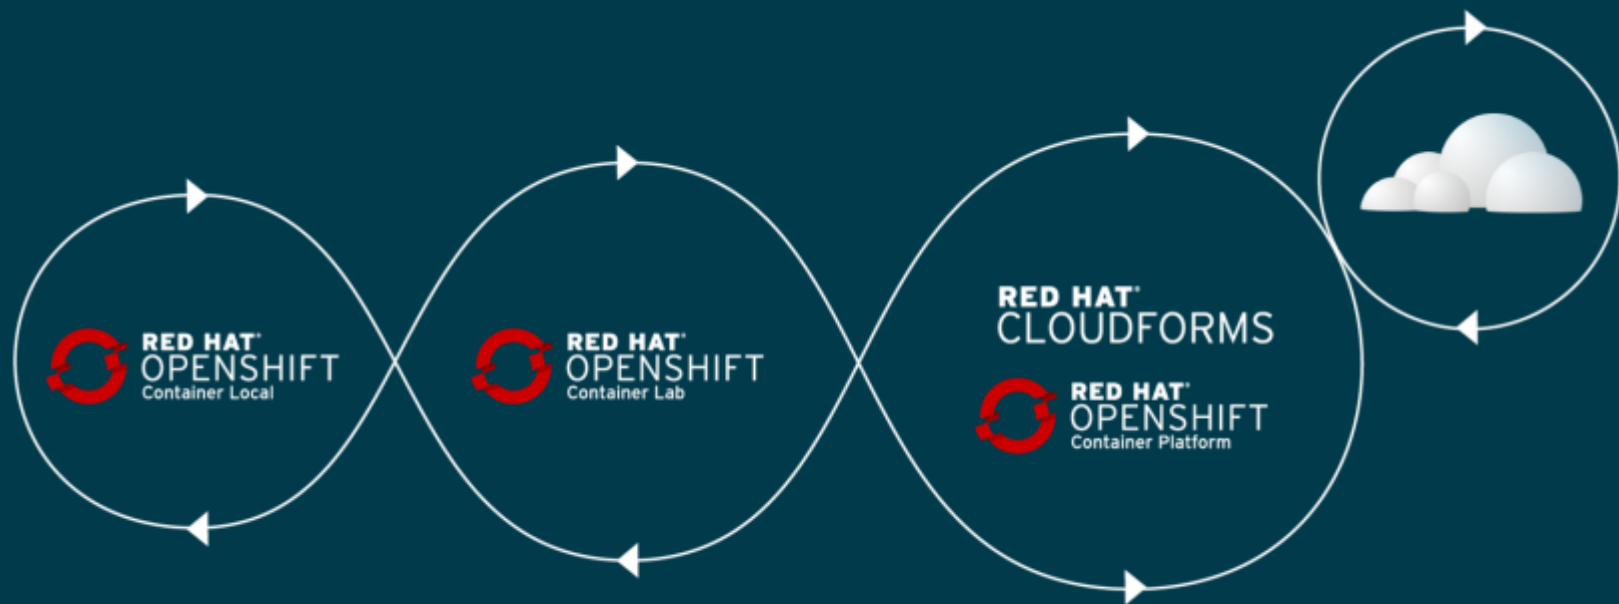 RED HAT®
OPENSHIFT
Container Local
RED HAT®
OPENSHIFT
Container Lab
RED HAT®
CLOUDFORMS
RED HAT®
OPENSHIFT
Container Platform